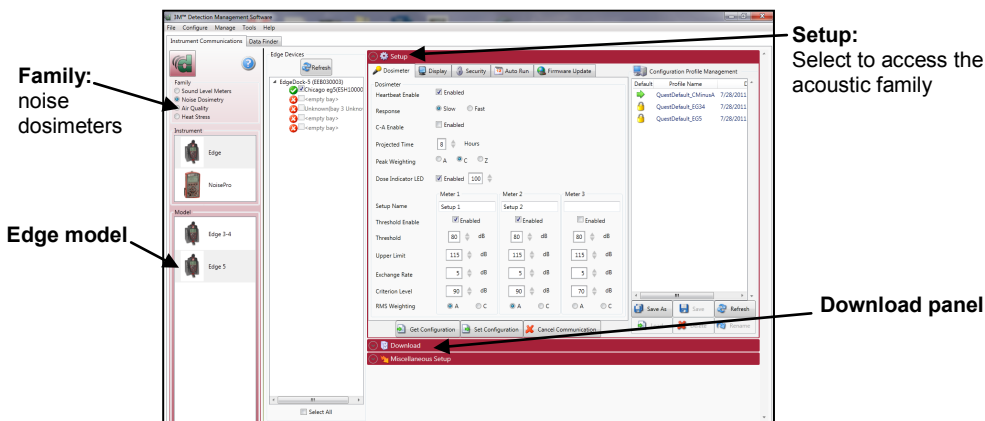 3M™ Detection Management Software
File Configure Manage Tools Help
Instrument Communications Data Finder
Family:
noise
dosimeters
Edge model
Setup:
Select to access the
acoustic family
Download panel
Family
Sound Level Meters
Noise Dosimetry
Air Quality
Heat Stress
Instrument
Edge
NoisePro
Model
Edge 3-4
Edge 5
Edge Devices
Refresh
EdgeDock-5 (EEB030003)
Chicago eg5(ESH10000
<empty bay>
Unknown(bay 3 Unkno
<empty bay>
<empty bay>
Select All
Setup
Dosimeter Display Security Auto Run Firmware Update
Dosimeter
Heartbeat Enable Enabled
Response Slow Fast
C-A Enable Enabled
Projected Time 8 Hours
Peak Weighting A C Z
Dose Indicator LED Enabled 100
Meter 1 Meter 2 Meter 3
Setup Name Setup 1 Setup 2
Threshold Enable Enabled Enabled Enabled
Threshold 80 dB 80 dB 80 dB
Upper Limit 115 dB 115 dB 115 dB
Exchange Rate 5 dB 5 dB 5 dB
Criterion Level 90 dB 90 dB 70 dB
RMS Weighting A C A C A C
Get Configuration Set Configuration Cancel Communication
Configuration Profile Management
Default Profile Name
QuestDefault_CMinusA 7/28/2011
QuestDefault_EG34 7/28/2011
QuestDefault_EG5 7/28/2011
Save As Save Refresh
Delete Rename
Download
Miscellaneous Setup